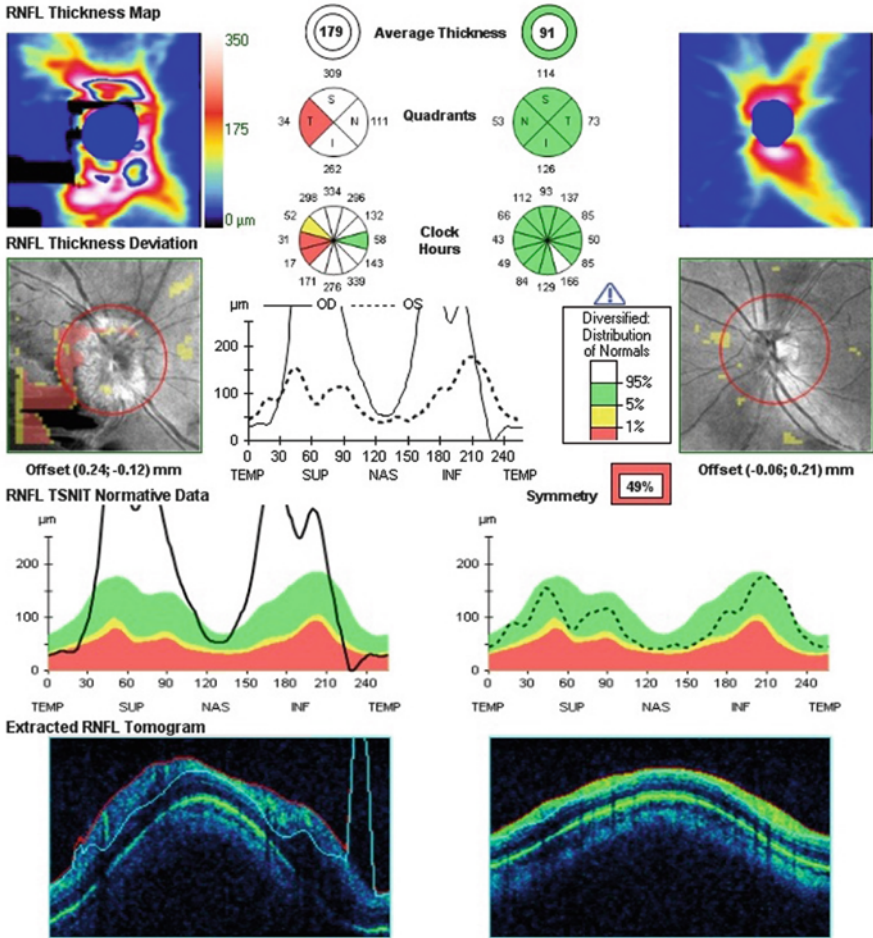 RNFL Thickness Map
350
175
0 µm
179 Average Thickness 91
309 114
S S
34 T N 111 Quadrants 53 N T 73
I I
262 126
334 93
298 296 112 137
52 132 66 85
31 58 Clock 43 50
17 143 Hours 49 85
171 339 84 166
276 129
RNFL Thickness Deviation
µm OD OS
200
100
0
0 30 60 90 120 150 180 210 240
TEMP SUP NAS INF TEMP
Diversified:
Distribution
of Normals
95%
5%
1%
Offset (0.24; -0.12) mm
Offset (-0.06; 0.21) mm
RNFL TSNIT Normative Data
Symmetry 49%
µm
200
100
0
0 30 60 90 120 150 180 210 240
TEMP SUP NAS INF TEMP
µm
200
100
0
0 30 60 90 120 150 180 210 240
TEMP SUP NAS INF TEMP
Extracted RNFL Tomogram